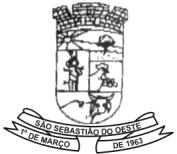 SÃO SEBASTIÃO DO OESTE
1º DE MARÇO DE 1963